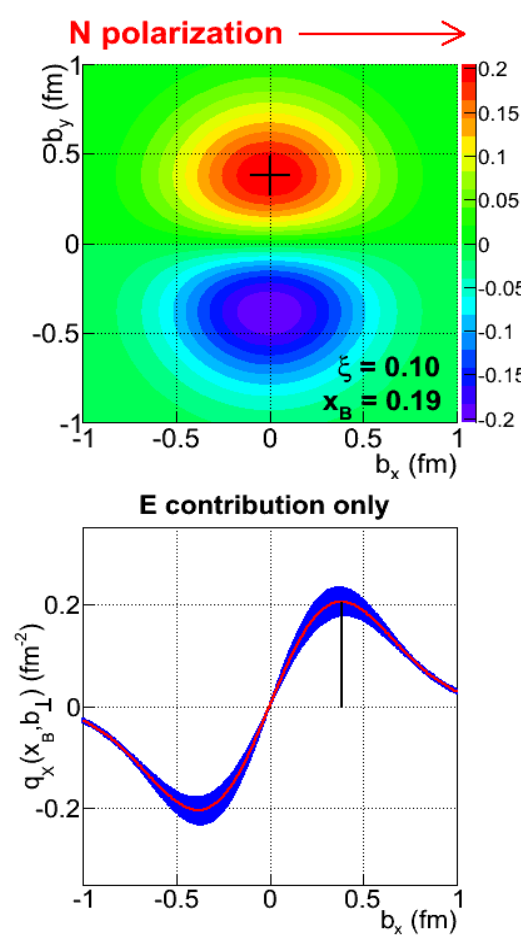 N polarization
b_y (fm)
1
0.5
0
-0.5
-1
0.2
0.15
0.1
0.05
0
-0.05
-0.1
-0.15
-0.2
ξ = 0.10
x_B = 0.19
-1 -0.5 0 0.5 1
b_x (fm)
E contribution only
q_X(x_B,b_⊥) (fm^-2)
0.2
0
-0.2
-1 -0.5 0 0.5 1
b_x (fm)